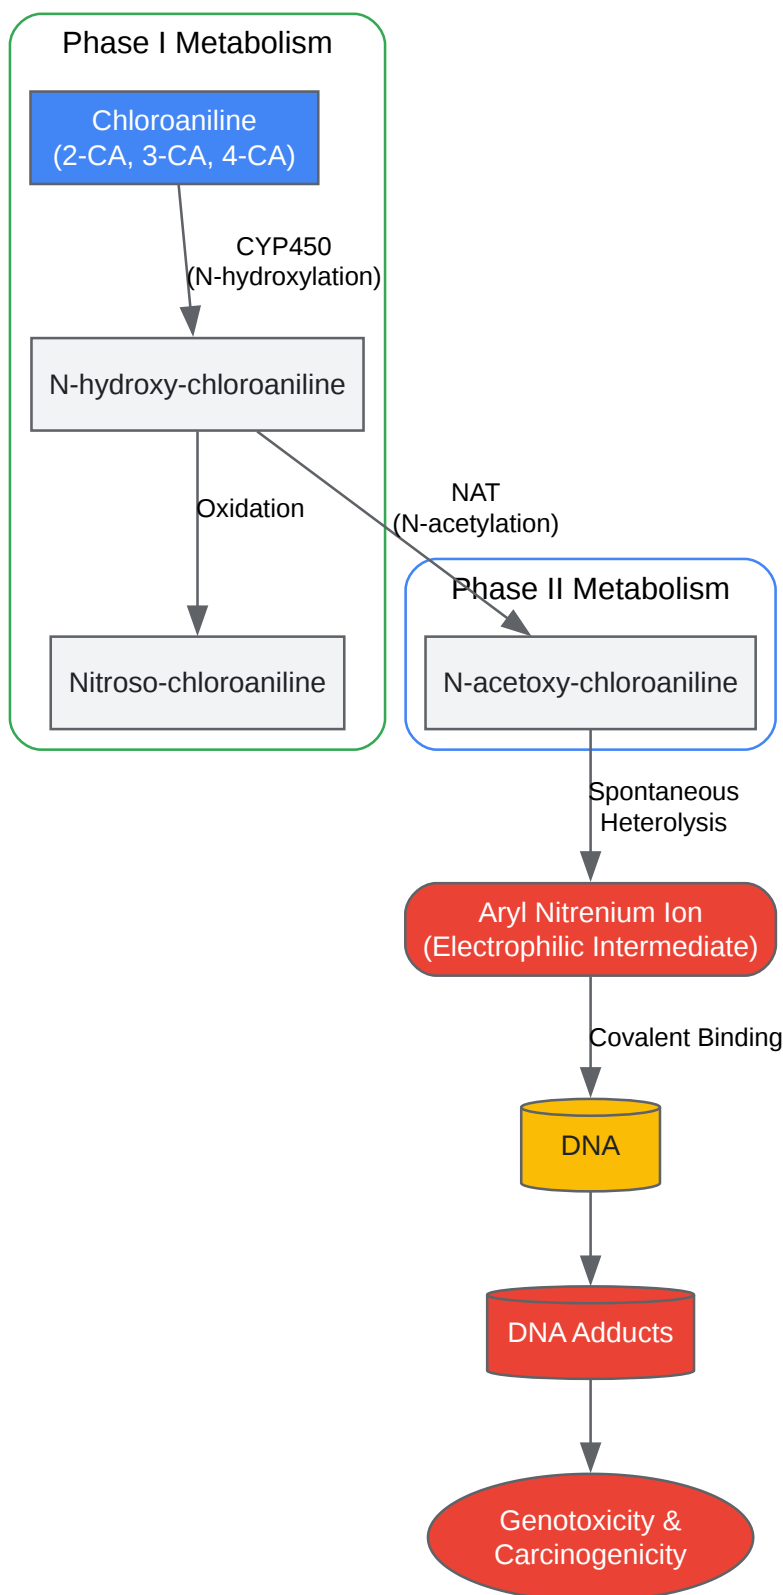 Phase I Metabolism
Chloroaniline
(2-CA, 3-CA, 4-CA)
CYP450
(N-hydroxylation)
N-hydroxy-chloroaniline
Oxidation
NAT
(N-acetylation)
Phase II Metabolism
Nitroso-chloroaniline
N-acetoxy-chloroaniline
Spontaneous
Heterolysis
Aryl Nitrenium Ion
(Electrophilic Intermediate)
Covalent Binding
DNA
DNA Adducts
Genotoxicity &
Carcinogenicity